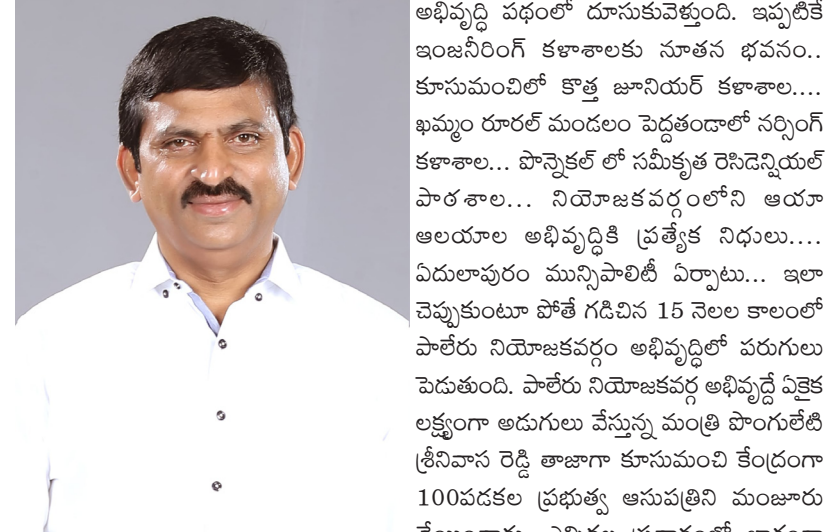 అభివృద్ధి పథంలో దూసుకువెళ్తుంది. ఇప్పటికే
ఇంజనీరింగ్ కళాశాలకు నూతన భవనం..
కూసుమంచిలో కొత్త జూనియర్ కళాశాల....
ఖమ్మం రూరల్ మండలం పెద్దతండాలో నర్సింగ్
కళాశాల... పొన్నెకల్ లో సమీకృత రెసిడెన్షియల్
పాఠశాల... నియోజకవర్గంలోని ఆయా
ఆలయాల అభివృద్ధికి ప్రత్యేక నిధులు....
ఏదులాపురం మున్సిపాలిటీ ఏర్పాటు... ఇలా
చెప్పుకుంటూ పోతే గడిచిన 15 నెలల కాలంలో
పాలేరు నియోజకవర్గం అభివృద్ధిలో పరుగులు
పెడుతుంది. పాలేరు నియోజకవర్గ అభివృద్దే ఏకైక
లక్ష్యంగా అడుగులు వేస్తున్న మంత్రి పొంగులేటి
శ్రీనివాస రెడ్డి తాజాగా కూసుమంచి కేంద్రంగా
100పడకల ప్రభుత్వ ఆసుపత్రిని మంజూరు